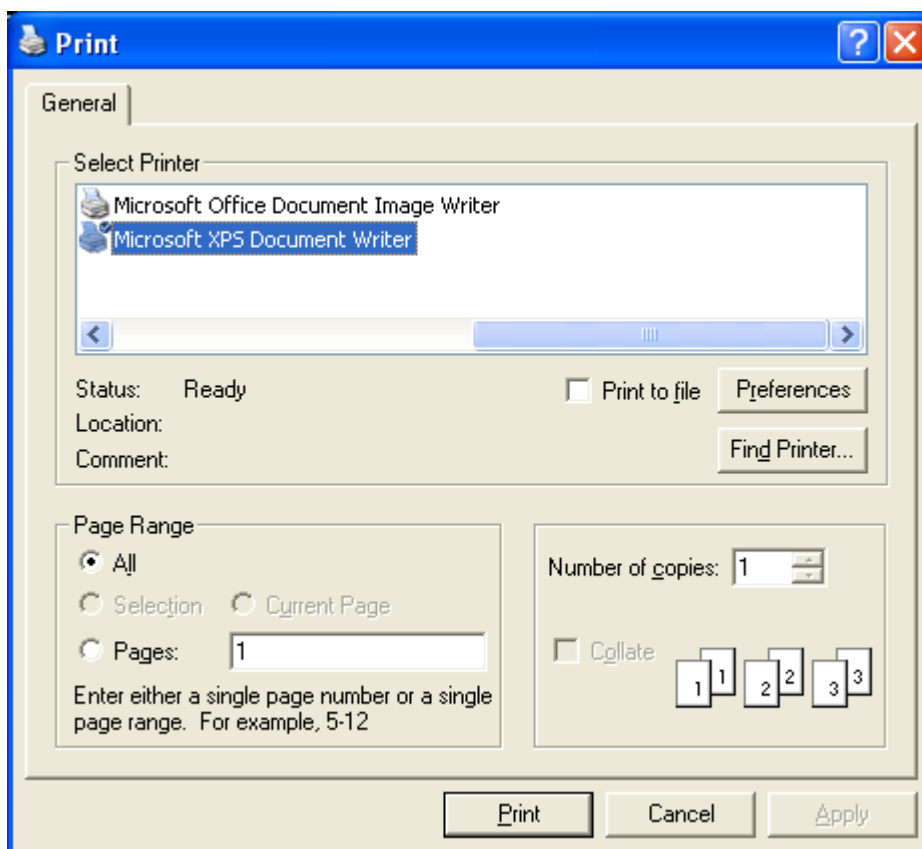 Print
General
Select Printer
Microsoft Office Document Image Writer
Microsoft XPS Document Writer
Status: Ready
Print to file
Preferences
Location:
Comment:
Find Printer...
Page Range
All
Selection Current Page
Pages: 1
Enter either a single page number or a single
page range. For example, 5-12
Number of copies: 1
Collate
1 1 2 2 3 3
Print Cancel Apply